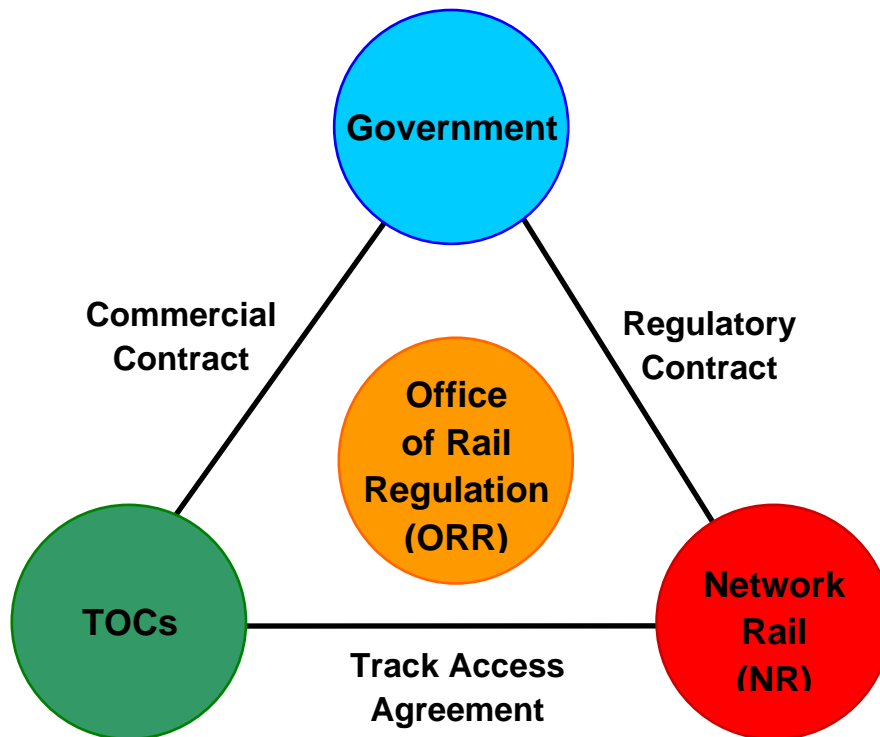 Government
Commercial
Contract
Regulatory
Contract
Office
of Rail
Regulation
(ORR)
TOCs
Network
Rail
(NR)
Track Access
Agreement